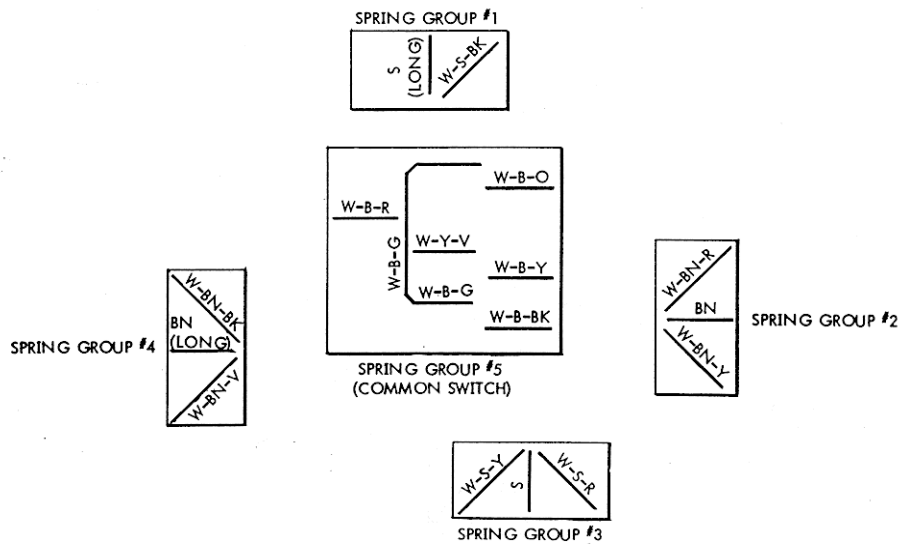 SPRING GROUP #1
S
(LONG)
W-S-BK
W-B-O
W-B-R
W-B-G
W-Y-V
W-B-Y
W-B-G
W-B-BK
SPRING GROUP #5
(COMMON SWITCH)
W-BN-R
BN
W-BN-Y
SPRING GROUP #2
W-BN-BK
BN
(LONG)
W-BN-V
SPRING GROUP #4
W-S-Y
S
W-S-R
SPRING GROUP #3